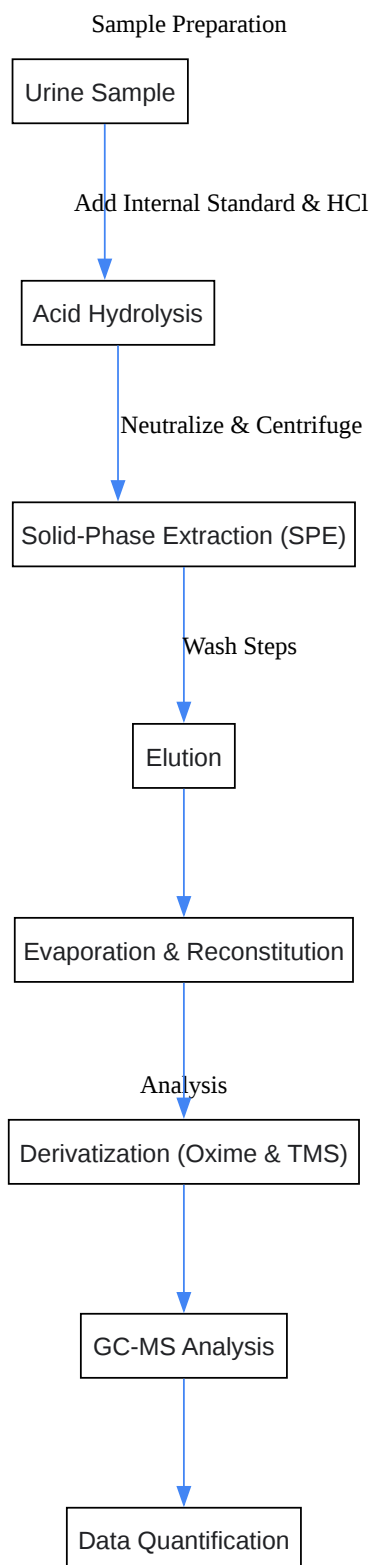 Sample Preparation
Urine Sample
Add Internal Standard & HCl
Acid Hydrolysis
Neutralize & Centrifuge
Solid-Phase Extraction (SPE)
Wash Steps
Elution
Evaporation & Reconstitution
Analysis
Derivatization (Oxime & TMS)
GC-MS Analysis
Data Quantification